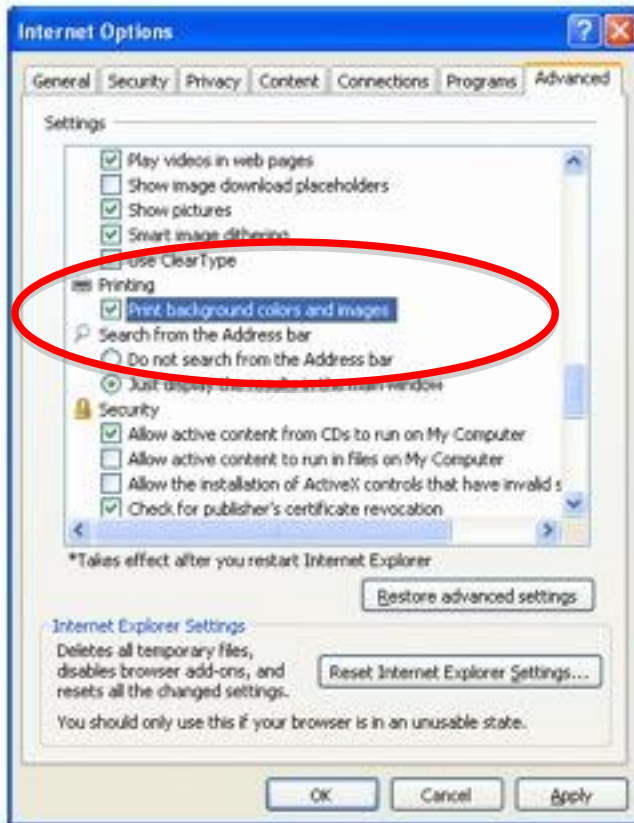 Internet Options
General Security Privacy Content Connections Programs Advanced
Settings
Play videos in web pages
Show image download placeholders
Show pictures
Smart image dithering
Use ClearType
Printing
Print background colors and images
Search from the Address bar
Do not search from the Address bar
Just display the results in the main window
Security
Allow active content from CDs to run on My Computer
Allow active content to run in files on My Computer
Allow the installation of ActiveX controls that have invalid s
Check for publisher's certificate revocation
*Takes effect after you restart Internet Explorer
Restore advanced settings
Internet Explorer Settings
Deletes all temporary files,
disables browser add-ons, and
resets all the changed settings.
Reset Internet Explorer Settings...
You should only use this if your browser is in an unusable state.
OK Cancel Apply